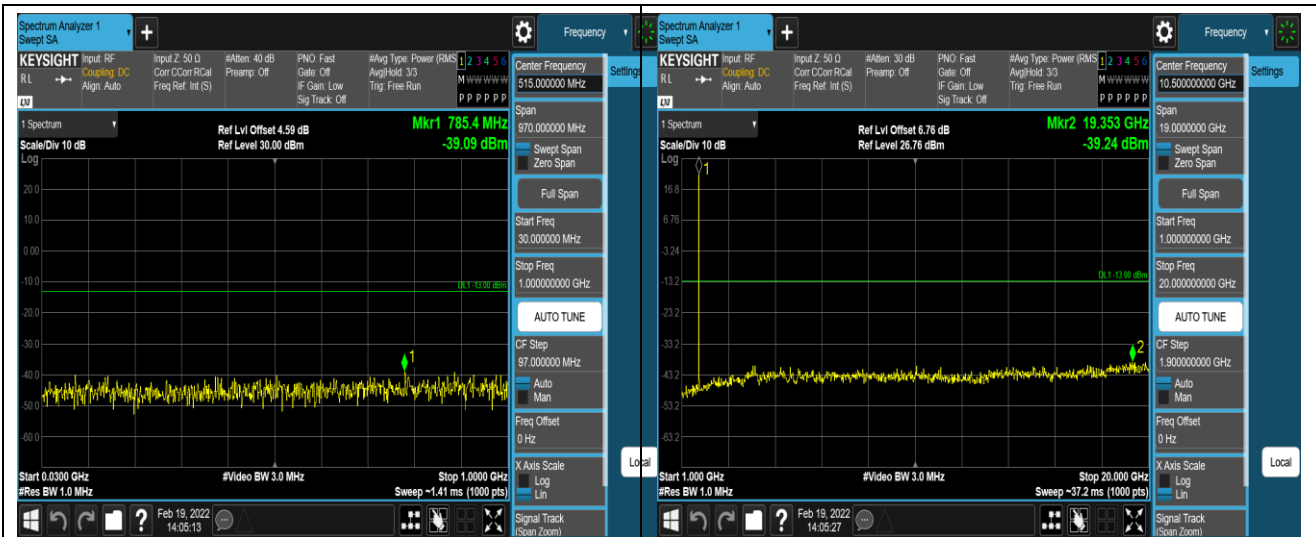 Spectrum Analyzer 1
Swept SA
Frequency
KEYSIGHT
RL
LXI
Input: RF
Coupling: DC
Align: Auto
Input Z: 50 Ω
Corr CCorr RCal
Freq Ref: Int (S)
#Atten: 40 dB
Preamp: Off
PNO: Fast
Gate: Off
IF Gain: Low
Sig Track: Off
#Avg Type: Power (RMS
Avg|Hold: 3/3
Trig: Free Run
1 2 3 4 5 6
M W W W W W
P P P P P P
Center Frequency
515.000000 MHz
Settings
1 Spectrum
Ref Lvl Offset 4.59 dB
Mkr1 785.4 MHz
Scale/Div 10 dB
Ref Level 30.00 dBm
-39.09 dBm
Log
20.0
10.0
0.00
-10.0
-20.0
-30.0
-40.0
-50.0
-60.0
DL1 -13.00 dBm
1
Start 0.0300 GHz
#Video BW 3.0 MHz
Stop 1.0000 GHz
#Res BW 1.0 MHz
Sweep ~1.41 ms (1000 pts)
Span
970.000000 MHz
Swept Span
Zero Span
Full Span
Start Freq
30.000000 MHz
Stop Freq
1.000000000 GHz
AUTO TUNE
CF Step
97.000000 MHz
Auto
Man
Freq Offset
0 Hz
X Axis Scale
Log
Lin
Local
Signal Track
(Span Zoom)
Feb 19, 2022
14:05:13
Spectrum Analyzer 1
Swept SA
Frequency
KEYSIGHT
RL
LXI
Input: RF
Coupling: DC
Align: Auto
Input Z: 50 Ω
Corr CCorr RCal
Freq Ref: Int (S)
#Atten: 30 dB
Preamp: Off
PNO: Fast
Gate: Off
IF Gain: Low
Sig Track: Off
#Avg Type: Power (RMS
Avg|Hold: 3/3
Trig: Free Run
1 2 3 4 5 6
M W W W W W
P P P P P P
Center Frequency
10.500000000 GHz
Settings
1 Spectrum
Ref Lvl Offset 6.76 dB
Mkr2 19.353 GHz
Scale/Div 10 dB
Ref Level 26.76 dBm
-39.24 dBm
Log
1
16.8
6.76
-3.24
-13.2
-23.2
-33.2
-43.2
-53.2
-63.2
DL1 -13.00 dBm
2
Start 1.000 GHz
#Video BW 3.0 MHz
Stop 20.000 GHz
#Res BW 1.0 MHz
Sweep ~37.2 ms (1000 pts)
Span
19.0000000 GHz
Swept Span
Zero Span
Full Span
Start Freq
1.000000000 GHz
Stop Freq
20.000000000 GHz
AUTO TUNE
CF Step
1.900000000 GHz
Auto
Man
Freq Offset
0 Hz
X Axis Scale
Log
Lin
Local
Signal Track
(Span Zoom)
Feb 19, 2022
14:05:27